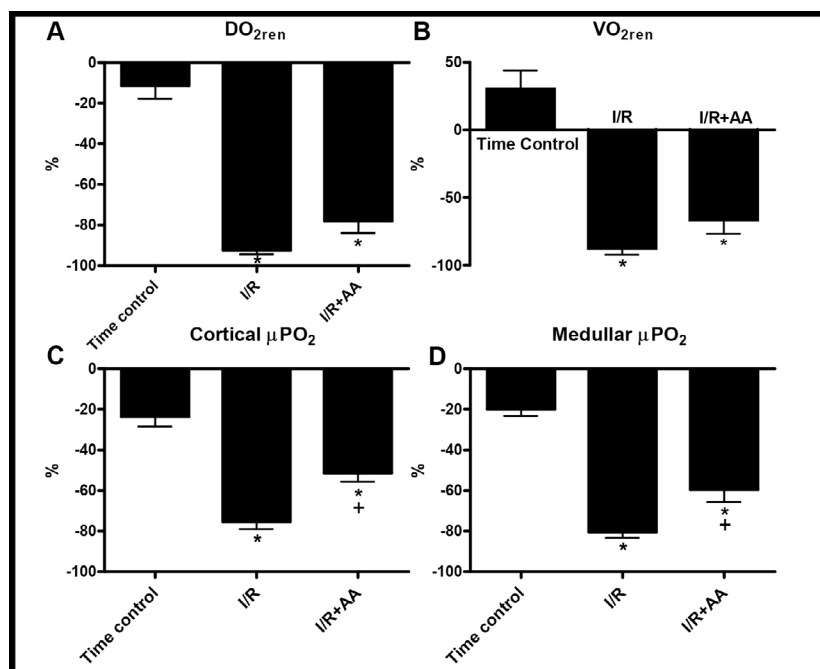 A
DO2ren
0
-20
-40
-60
-80
-100
%
*
*
Time control
I/R
I/R+AA
B
VO2ren
50
0
-50
-100
%
Time Control
I/R
I/R+AA
*
*
C
Cortical μPO2
0
-20
-40
-60
-80
-100
%
*
*
+
Time control
I/R
I/R+AA
D
Medullar μPO2
0
-20
-40
-60
-80
-100
%
*
*
+
Time control
I/R
I/R+AA